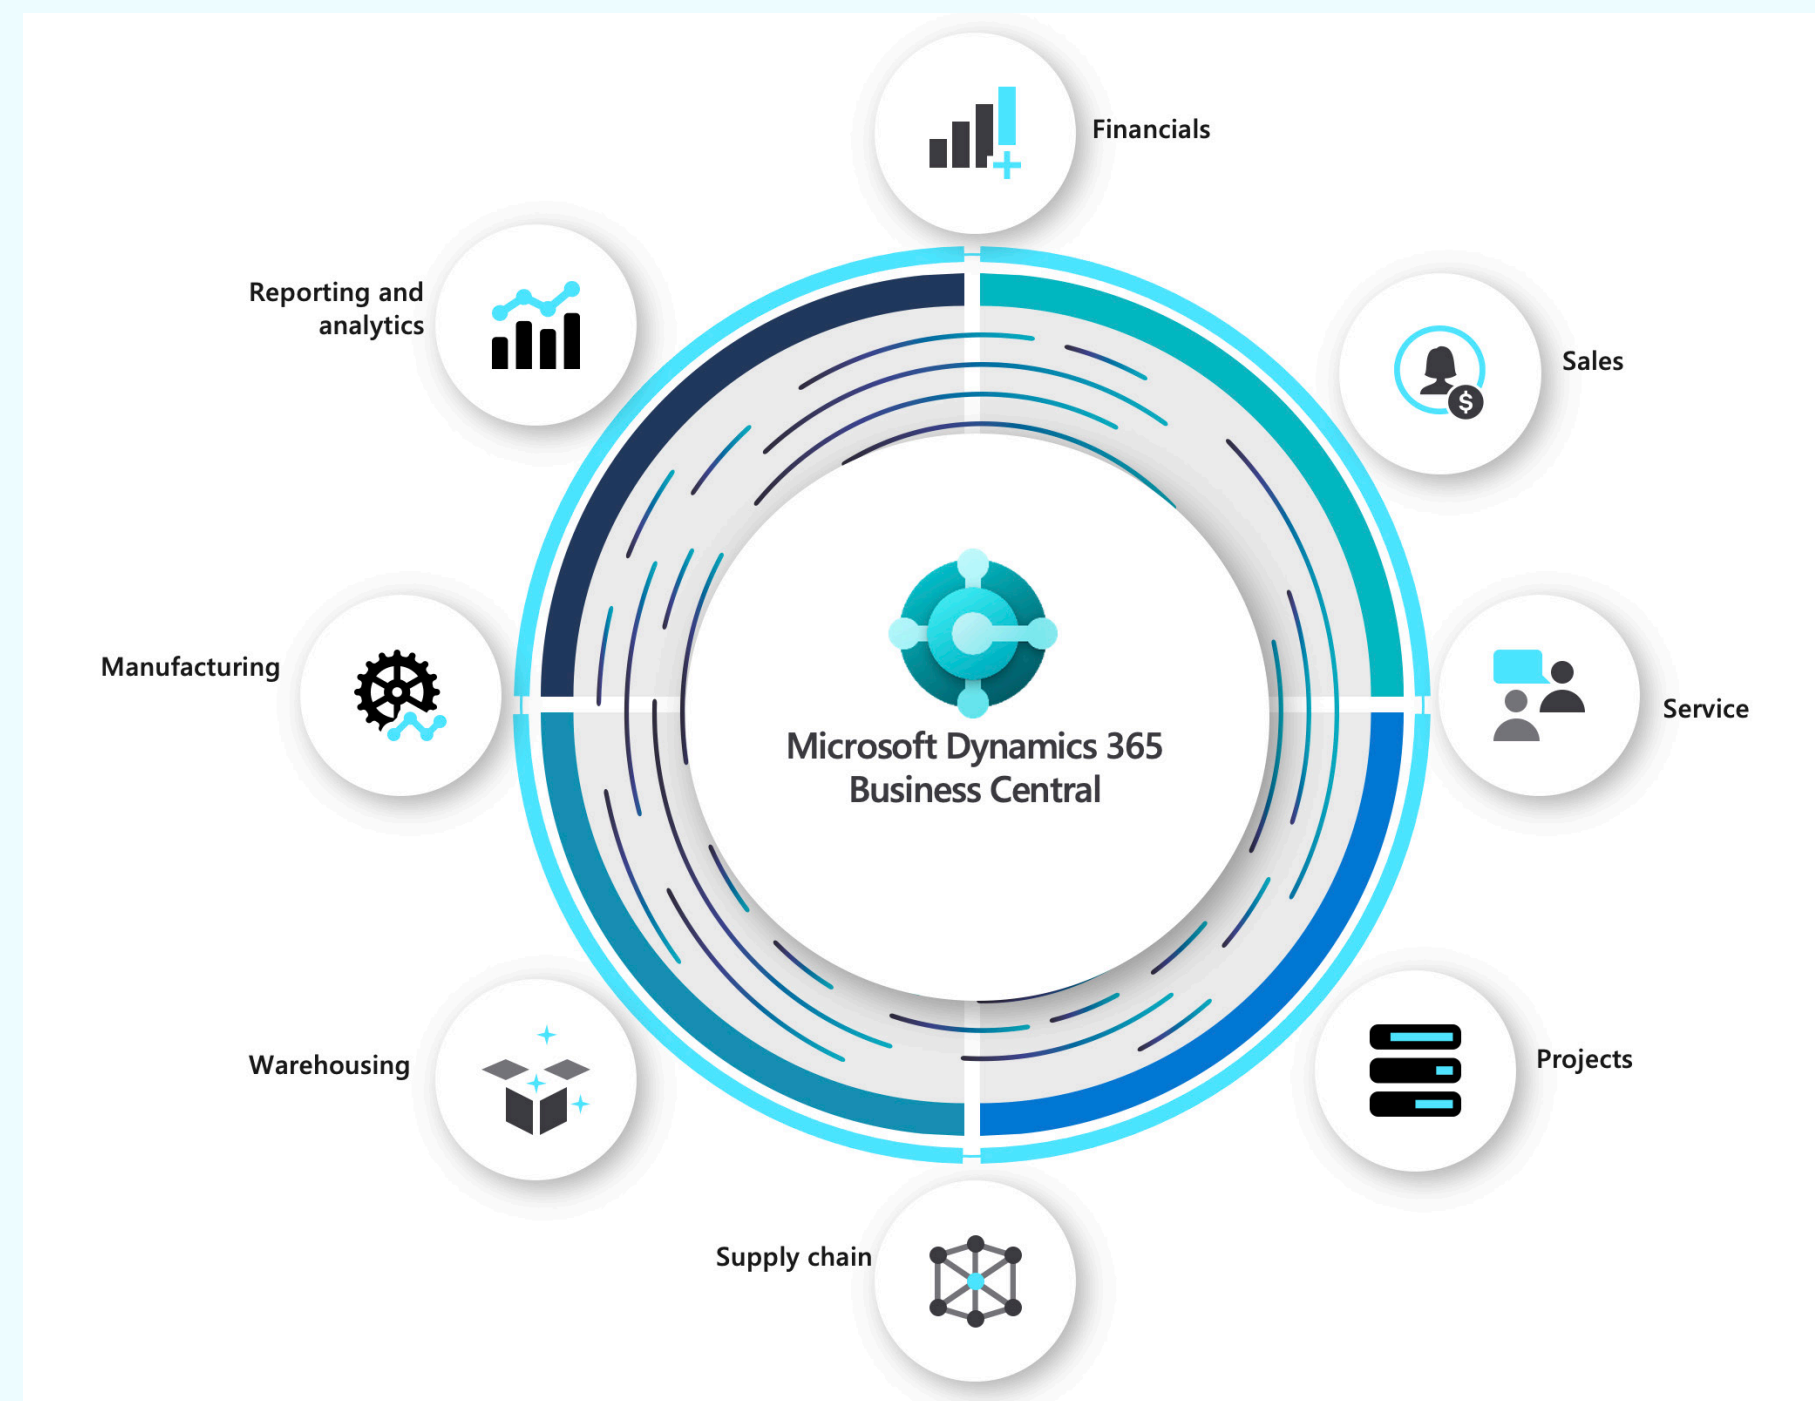 Financials
Reporting and
analytics
Sales
Manufacturing
Service
Microsoft Dynamics 365
Business Central
Warehousing
Projects
Supply chain
$